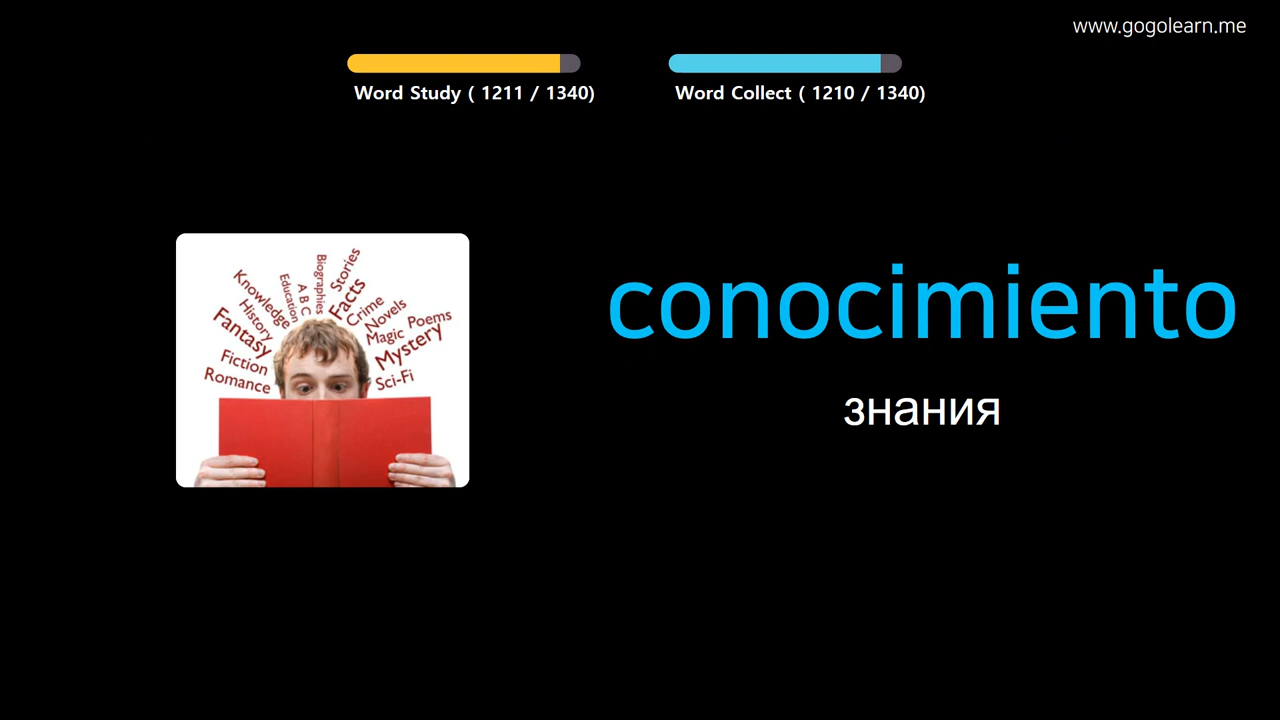 www.gogolearn.me
Word Study ( 1211 / 1340)
Word Collect ( 1210 / 1340)
conocimiento
знания
Knowledge
History
Fantasy
Fiction
Romance
Education
A B C
Biographies
Stories
Facts
Crime
Novels
Magic
Poems
Mystery
Sci-Fi